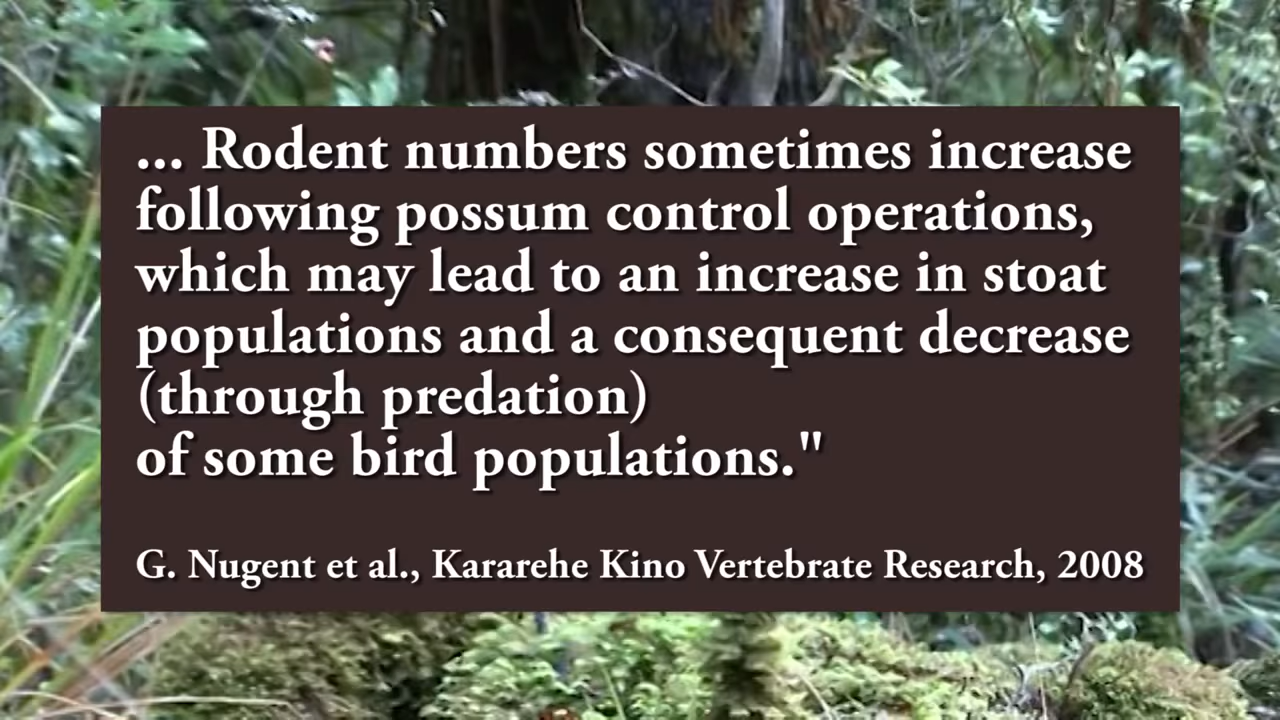 ... Rodent numbers sometimes increase
following possum control operations,
which may lead to an increase in stoat
populations and a consequent decrease
(through predation)
of some bird populations."
G. Nugent et al., Kararehe Kino Vertebrate Research, 2008